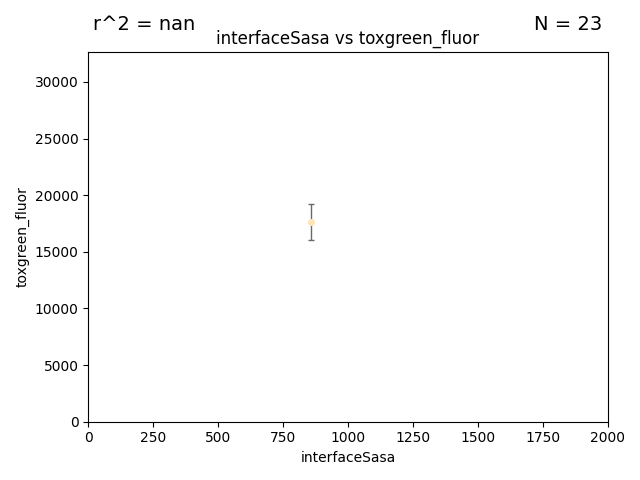 r^2 = nan
N = 23
interfaceSasa vs toxgreen_fluor
30000
25000
20000
15000
10000
5000
0
toxgreen_fluor
0 250 500 750 1000 1250 1500 1750 2000
interfaceSasa